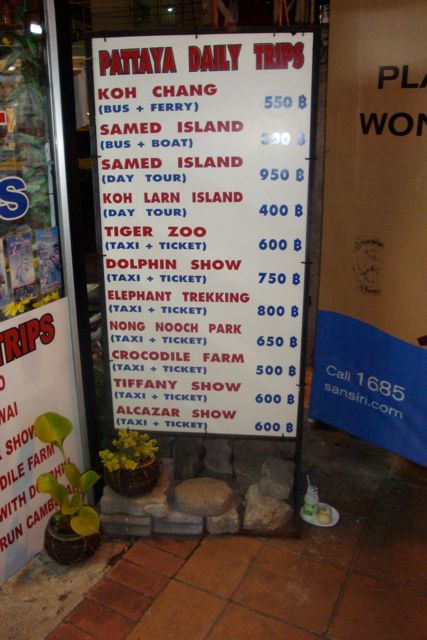 PATTAYA DAILY TRIPS
KOH CHANG
(BUS + FERRY) 550 ฿
SAMED ISLAND
(BUS + BOAT) ฿
SAMED ISLAND
(DAY TOUR) 950 ฿
KOH LARN ISLAND
(DAY TOUR) 400 ฿
TIGER ZOO
(TAXI + TICKET) 600 ฿
DOLPHIN SHOW
(TAXI + TICKET) 750 ฿
ELEPHANT TREKKING
(TAXI + TICKET) 800 ฿
NONG NOOCH PARK
(TAXI + TICKET) 650 ฿
CROCODILE FARM
(TAXI + TICKET) 500 ฿
TIFFANY SHOW
(TAXI + TICKET) 600 ฿
ALCAZAR SHOW
(TAXI + TICKET) 600 ฿
S
TRIPS
O
NAI
SHOW
DILE FARM
WITH DOWN
RUN CAMB
PLA
WON
Call 1685
sansiri.com